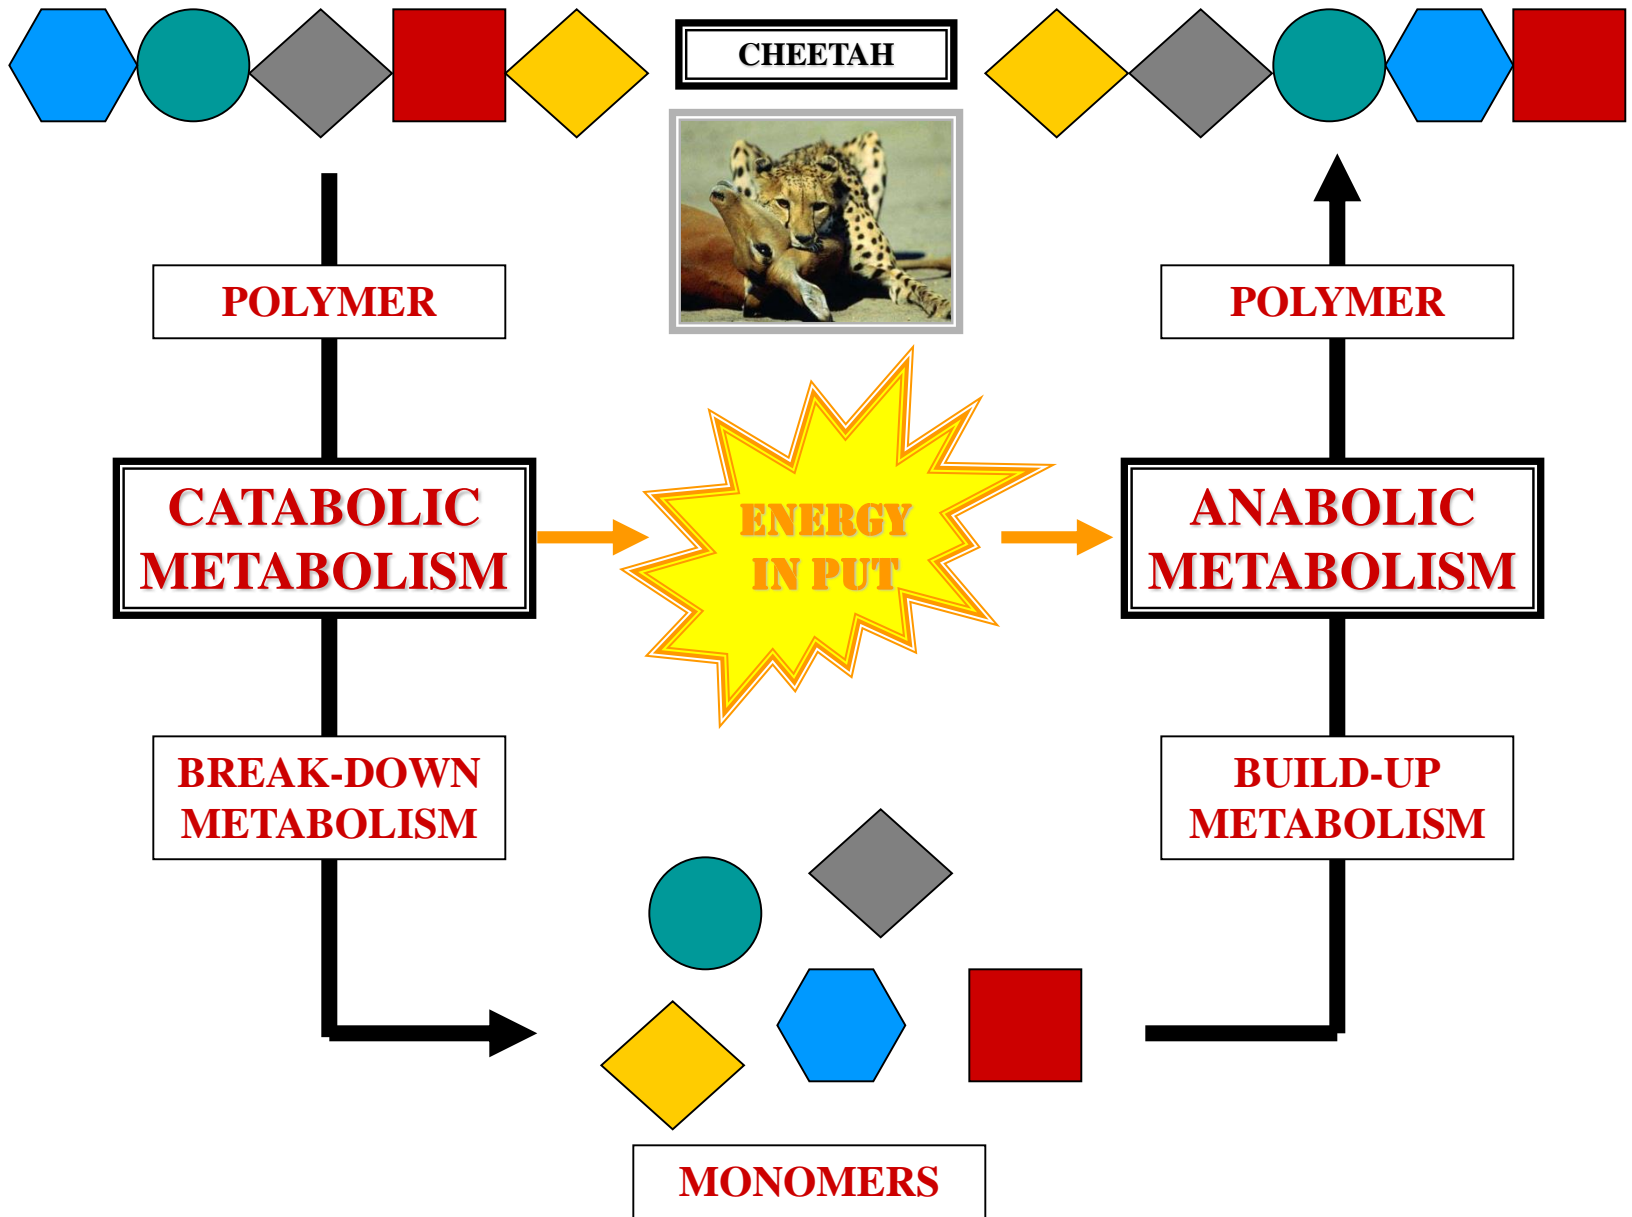 CHEETAH
POLYMER
POLYMER
CATABOLIC
METABOLISM
ENERGY
IN PUT
ANABOLIC
METABOLISM
BREAK-DOWN
METABOLISM
BUILD-UP
METABOLISM
MONOMERS